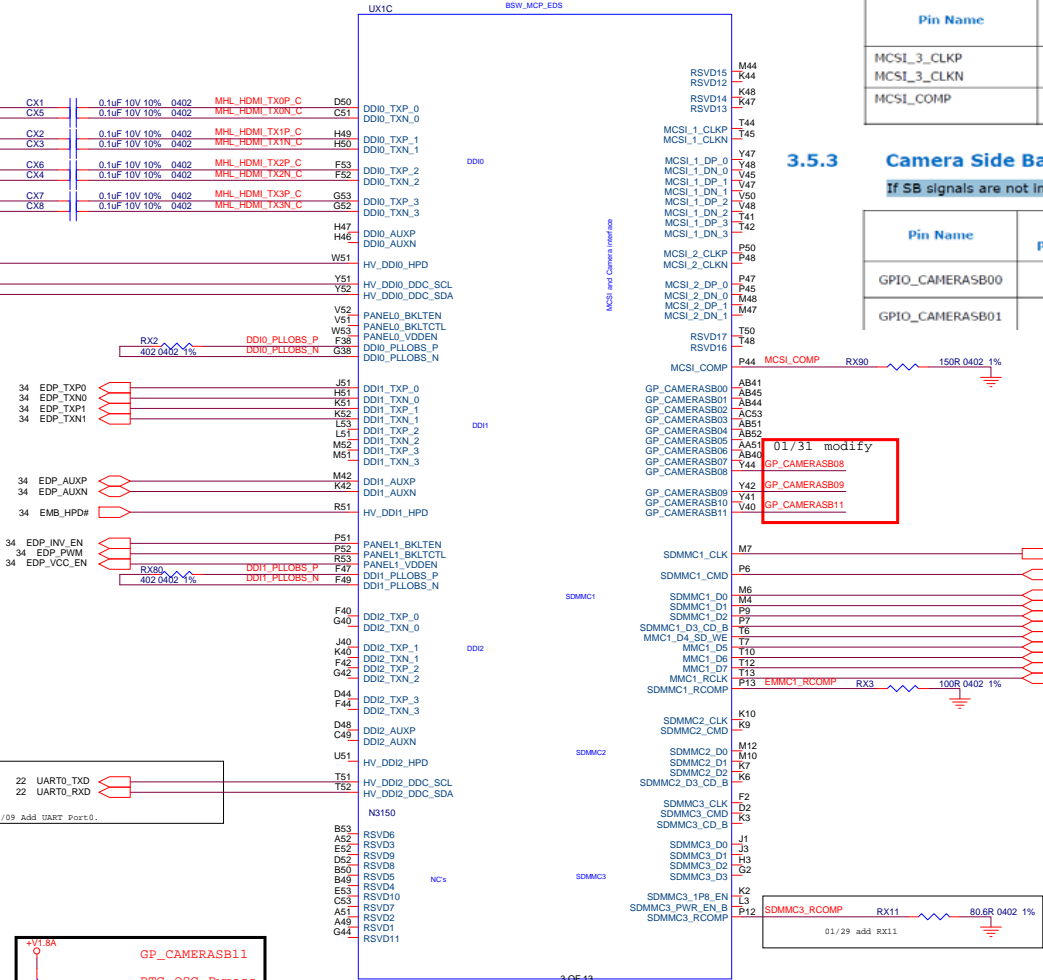 UX1C
BSW_MCP_EDS
CX1 0.1uF 10V 10% 0402 MHL_HDMI_TX0P_C D50 DDI0_TXP_0
CX5 0.1uF 10V 10% 0402 MHL_HDMI_TX0N_C C51 DDI0_TXN_0
CX2 0.1uF 10V 10% 0402 MHL_HDMI_TX1P_C H49 DDI0_TXP_1
CX3 0.1uF 10V 10% 0402 MHL_HDMI_TX1N_C H50 DDI0_TXN_1
CX6 0.1uF 10V 10% 0402 MHL_HDMI_TX2P_C F53 DDI0_TXP_2
CX4 0.1uF 10V 10% 0402 MHL_HDMI_TX2N_C F52 DDI0_TXN_2
CX7 0.1uF 10V 10% 0402 MHL_HDMI_TX3P_C G53 DDI0_TXP_3
CX8 0.1uF 10V 10% 0402 MHL_HDMI_TX3N_C G52 DDI0_TXN_3
DDI0
H47 DDI0_AUXP
H46 DDI0_AUXN
W51 HV_DDI0_HPD
Y51 HV_DDI0_DDC_SCL
Y52 HV_DDI0_DDC_SDA
V52 PANEL0_BKLTEN
V51 PANEL0_BKLTCTL
W53 PANEL0_VDDEN
RX2 DDI0_PLLOBS_P F38 DDI0_PLLOBS_P
402 0402 1% DDI0_PLLOBS_N G38 DDI0_PLLOBS_N
34 EDP_TXP0 J51 DDI1_TXP_0
34 EDP_TXN0 H51 DDI1_TXN_0
34 EDP_TXP1 K51 DDI1_TXP_1
34 EDP_TXN1 K52 DDI1_TXN_1
L53 DDI1_TXP_2
L51 DDI1_TXN_2
M52 DDI1_TXP_3
M51 DDI1_TXN_3
DDI1
34 EDP_AUXP M42 DDI1_AUXP
34 EDP_AUXN K42 DDI1_AUXN
34 EMB_HPD# R51 HV_DDI1_HPD
34 EDP_INV_EN P51 PANEL1_BKLTEN
34 EDP_PWM P52 PANEL1_BKLTCTL
34 EDP_VCC_EN R53 PANEL1_VDDEN
RX80 DDI1_PLLOBS_P F47 DDI1_PLLOBS_P
402 0402 1% DDI1_PLLOBS_N F49 DDI1_PLLOBS_N
F40 DDI2_TXP_0
G40 DDI2_TXN_0
J40 DDI2_TXP_1
K40 DDI2_TXN_1
F42 DDI2_TXP_2
G42 DDI2_TXN_2
D44 DDI2_TXP_3
F44 DDI2_TXN_3
DDI2
D48 DDI2_AUXP
C49 DDI2_AUXN
U51 HV_DDI2_HPD
22 UART0_TXD T51 HV_DDI2_DDC_SCL
22 UART0_RXD T52 HV_DDI2_DDC_SDA
/09 Add UART Port0.
N3150
B53 RSVD6
A52 RSVD3
E52 RSVD9
D52 RSVD8
B50 RSVD5
B49 RSVD4
E53 RSVD10
C53 RSVD7
A51 RSVD2
A49 RSVD1
G44 RSVD11
NC's
RSVD15 M44
RSVD12 K44
RSVD14 K48
RSVD13 K47
MCSI_1_CLKP T44
MCSI_1_CLKN T45
MCSI_1_DP_0 Y47
MCSI_1_DN_0 Y48
MCSI_1_DP_1 V45
MCSI_1_DN_1 V47
MCSI_1_DP_2 V50
MCSI_1_DN_2 V48
MCSI_1_DP_3 T41
MCSI_1_DN_3 T42
MCSI and Camera interface
MCSI_2_CLKP P50
MCSI_2_CLKN P48
MCSI_2_DP_0 P47
MCSI_2_DN_0 P45
MCSI_2_DP_1 M48
MCSI_2_DN_1 M47
RSVD17 T50
RSVD16 T48
MCSI_COMP P44 MCSI_COMP RX90 150R 0402 1%
GP_CAMERASB00 AB41
GP_CAMERASB01 AB45
GP_CAMERASB02 AB44
GP_CAMERASB03 AC53
GP_CAMERASB04 AB51
GP_CAMERASB05 AB52
GP_CAMERASB06 AA51
GP_CAMERASB07 AB40
GP_CAMERASB08 Y44 GP_CAMERASB08
GP_CAMERASB09 Y42 GP_CAMERASB09
GP_CAMERASB10 Y41
GP_CAMERASB11 V40 GP_CAMERASB11
01/31 modify
SDMMC1_CLK M7
SDMMC1_CMD P6
SDMMC1_D0 M6
SDMMC1_D1 M4
SDMMC1_D2 P9
SDMMC1_D3_CD_B P7
MMC1_D4_SD_WE T6
MMC1_D5 T7
MMC1_D6 T10
MMC1_D7 T12
MMC1_RCLK T13
SDMMC1_RCOMP P13 EMMC1_RCOMP RX3 100R 0402 1%
SDMMC1
SDMMC2_CLK K10
SDMMC2_CMD K9
SDMMC2_D0 M12
SDMMC2_D1 M10
SDMMC2_D2 K7
SDMMC2_D3_CD_B K6
SDMMC2
SDMMC3_CLK F2
SDMMC3_CMD D2
SDMMC3_CD_B K3
SDMMC3_D0 J1
SDMMC3_D1 J3
SDMMC3_D2 H3
SDMMC3_D3 G2
SDMMC3
SDMMC3_1P8_EN K2
SDMMC3_PWR_EN_B L3
SDMMC3_RCOMP P12 SDMMC3_RCOMP RX11 80.6R 0402 1%
01/29 add RX11
Pin Name
MCSI_3_CLKP
MCSI_3_CLKN
MCSI_COMP
3.5.3 Camera Side Ba
If SB signals are not in
Pin Name
GPIO_CAMERASB00
GPIO_CAMERASB01
+V1.8A
GP_CAMERASB11
3 OF 13